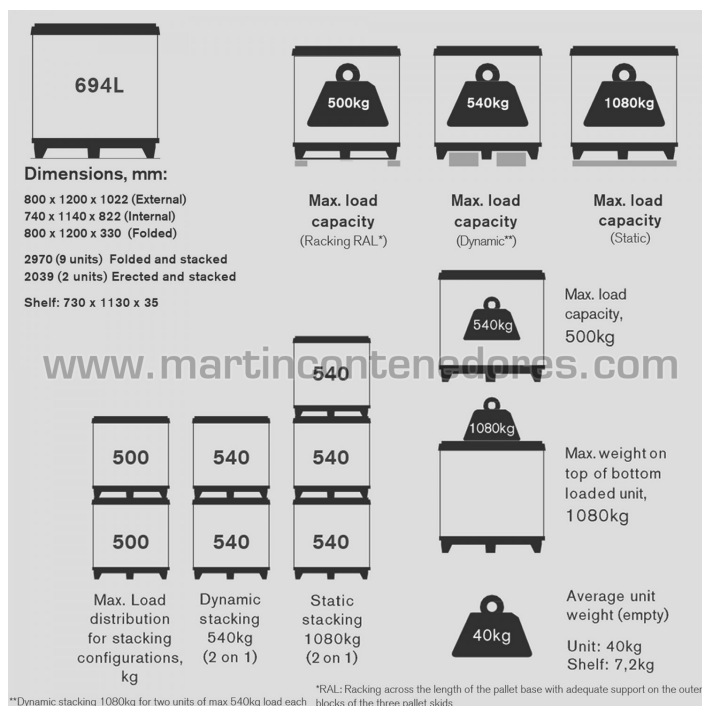 694L
500kg
540kg
1080kg
Dimensions, mm:
800 x 1200 x 1022 (External)
740 x 1140 x 822 (Internal)
800 x 1200 x 330 (Folded)
2970 (9 units) Folded and stacked
2039 (2 units) Erected and stacked
Shelf: 730 x 1130 x 35
Max. load
capacity
(Racking RAL*)
Max. load
capacity
(Dynamic**)
Max. load
capacity
(Static)
540kg
Max. load
capacity,
500kg
www.martincontenedores.com
540
500
540
540
500
540
540
1080kg
Max. weight on
top of bottom
loaded unit,
1080kg
Max. Load
distribution
for stacking
configurations,
kg
Dynamic
stacking
540kg
(2 on 1)
Static
stacking
1080kg
(2 on 1)
40kg
Average unit
weight (empty)
Unit: 40kg
Shelf: 7,2kg
*RAL: Racking across the length of the pallet base with adequate support on the outer
blocks of the three pallet skids
**Dynamic stacking 1080kg for two units of max 540kg load each